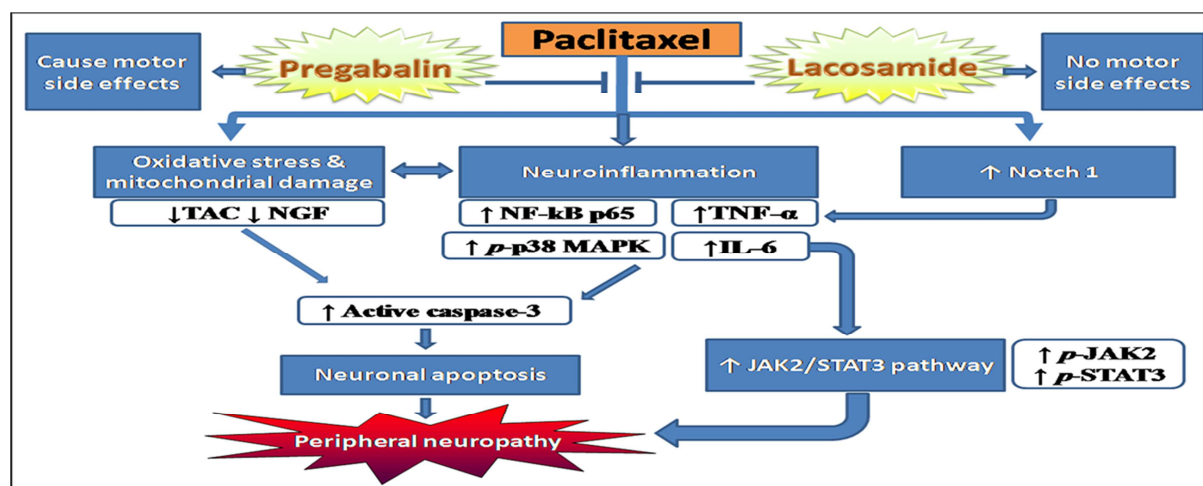 Paclitaxel
Cause motor
side effects
Pregabalin
Lacosamide
No motor
side effects
Oxidative stress &
mitochondrial damage
↓TAC ↓ NGF
Neuroinflammation
↑ NF-kB p65
↑TNF-α
↑ p-p38 MAPK
↑IL-6
↑ Notch 1
↑ Active caspase-3
Neuronal apoptosis
↑ JAK2/STAT3 pathway
↑ p-JAK2
↑ p-STAT3
Peripheral neuropathy